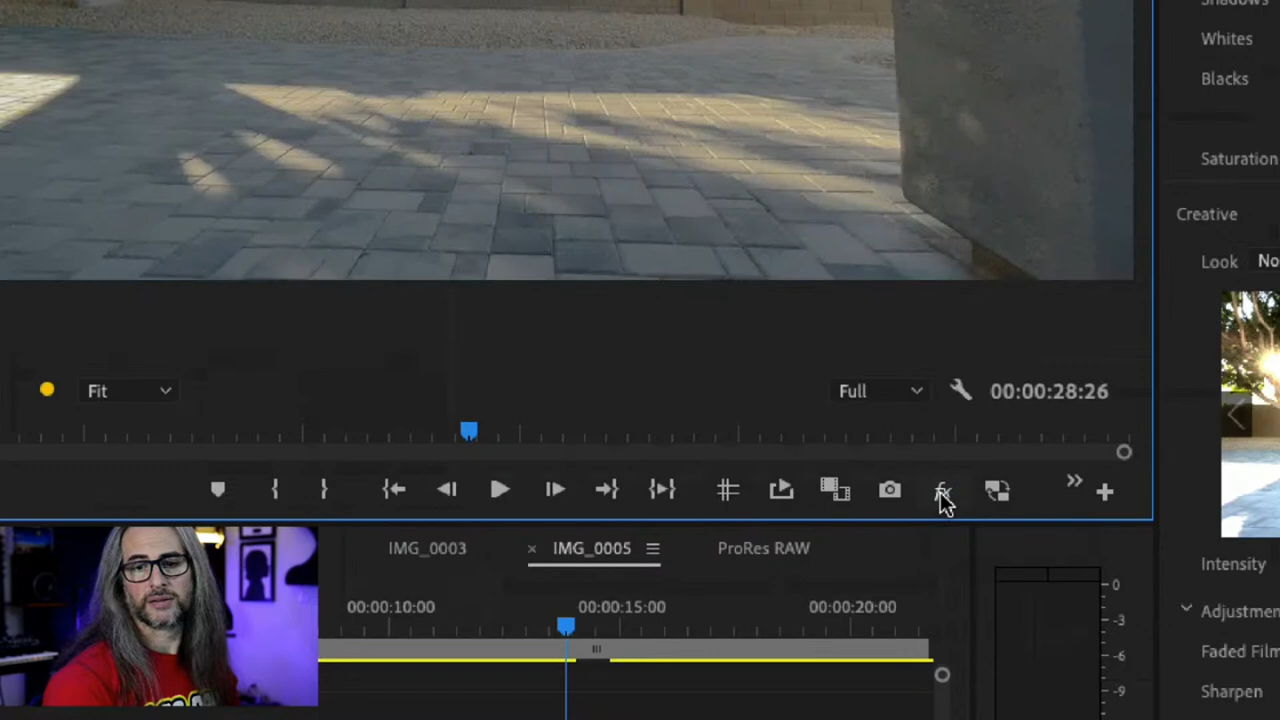 Whites
Blacks
Saturation
Creative
Look No
Fit
Full
00:00:28:26
fx
IMG_0003
× IMG_0005
ProRes RAW
00:00:10:00
00:00:15:00
00:00:20:00
0
-3
-6
-9
Intensity
Adjustmen
Faded Film
Sharpen